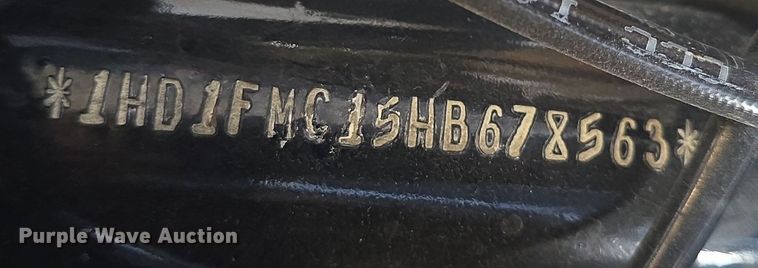 *1HD1FMC15HB678563*
Purple Wave Auction